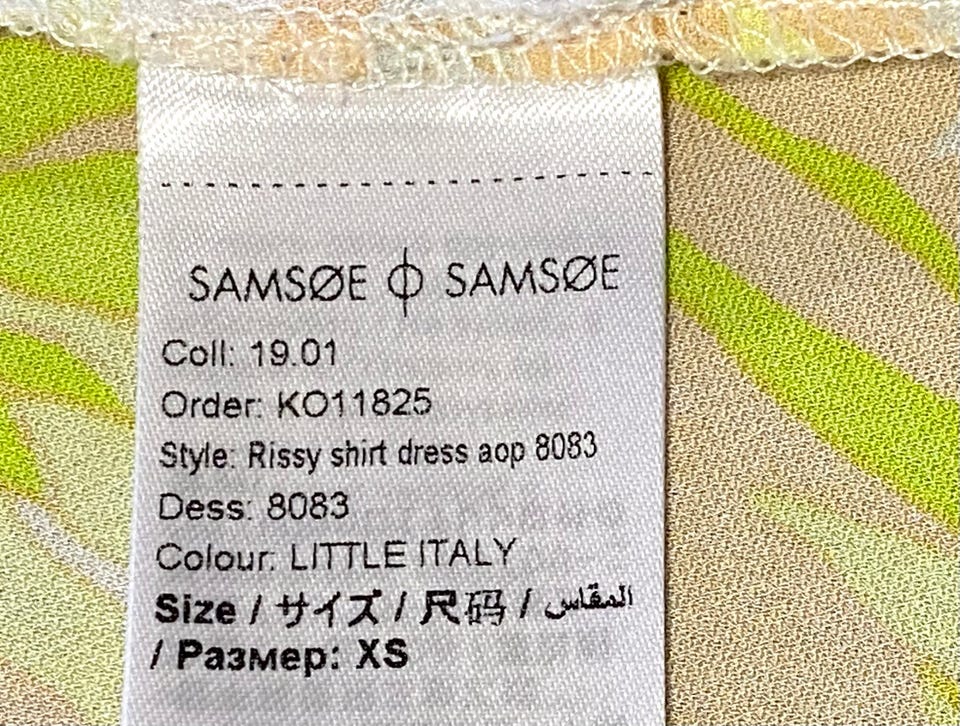 SAMSØE ϕ SAMSØE
Coll: 19.01
Order: KO11825
Style: Rissy shirt dress aop 8083
Dess: 8083
Colour: LITTLE ITALY
Size / サイズ / 尺码 / المقاس
/ Размер: XS